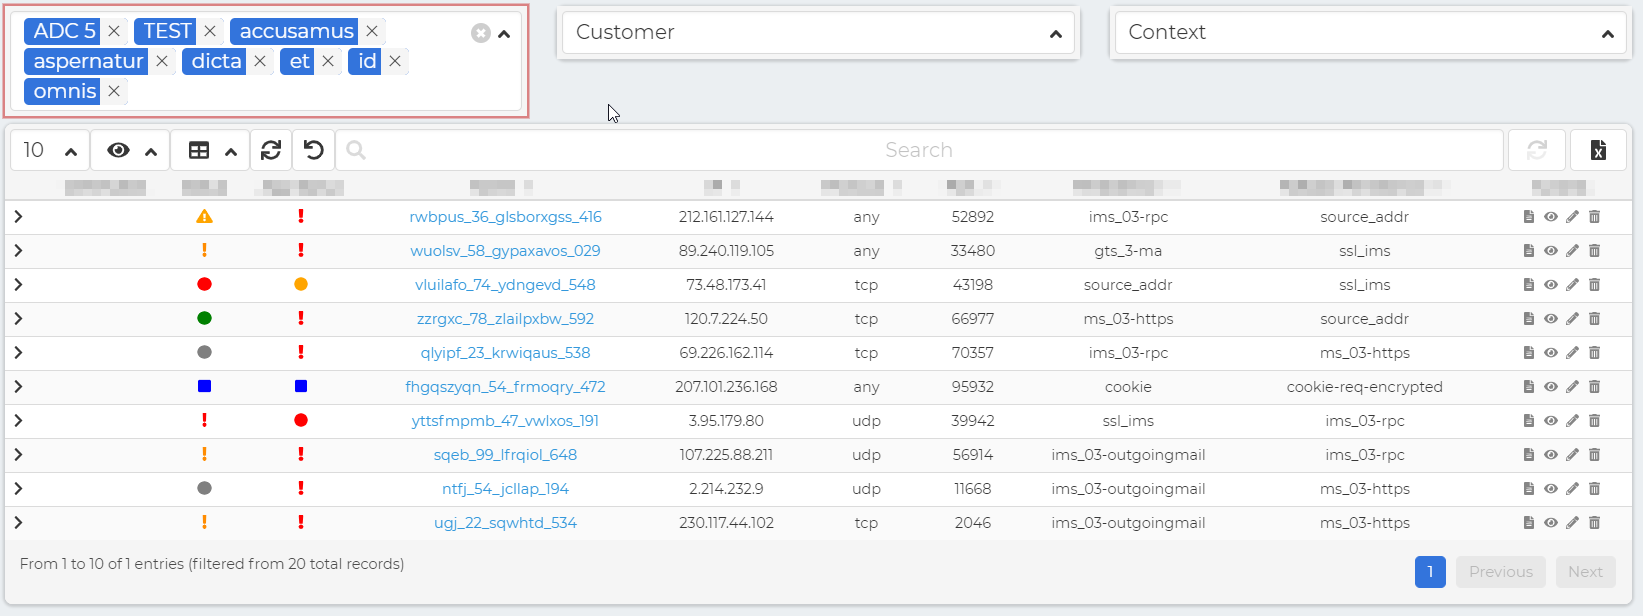 ADC 5 TEST accusamus
aspernatur dicta et id
omnis
Customer
Context
10
Search
rwbpus_36_glsborxgss_416 212.161.127.144 any 52892 ims_03-rpc source_addr
wuolsv_58_gypaxavos_029 89.240.119.105 any 33480 gts_3-ma ssl_ims
vluilafo_74_ydngevd_548 73.48.173.41 tcp 43198 source_addr ssl_ims
zzrgxc_78_zlailpxbw_592 120.7.224.50 tcp 66977 ms_03-https source_addr
qlyipf_23_krwiqaus_538 69.226.162.114 tcp 70357 ims_03-rpc ms_03-https
fhgqszyqn_54_frmoqry_472 207.101.236.168 any 95932 cookie cookie-req-encrypted
yttsfmpmb_47_vwlxos_191 3.95.179.80 udp 39942 ssl_ims ims_03-rpc
sqeb_99_lfrqiol_648 107.225.88.211 udp 56914 ims_03-outgoingmail ims_03-rpc
ntfj_54_jcllap_194 2.214.232.9 udp 11668 ims_03-outgoingmail ms_03-https
ugj_22_sqwhtd_534 230.117.44.102 tcp 2046 ims_03-outgoingmail ms_03-https
From 1 to 10 of 1 entries (filtered from 20 total records)
1 Previous Next